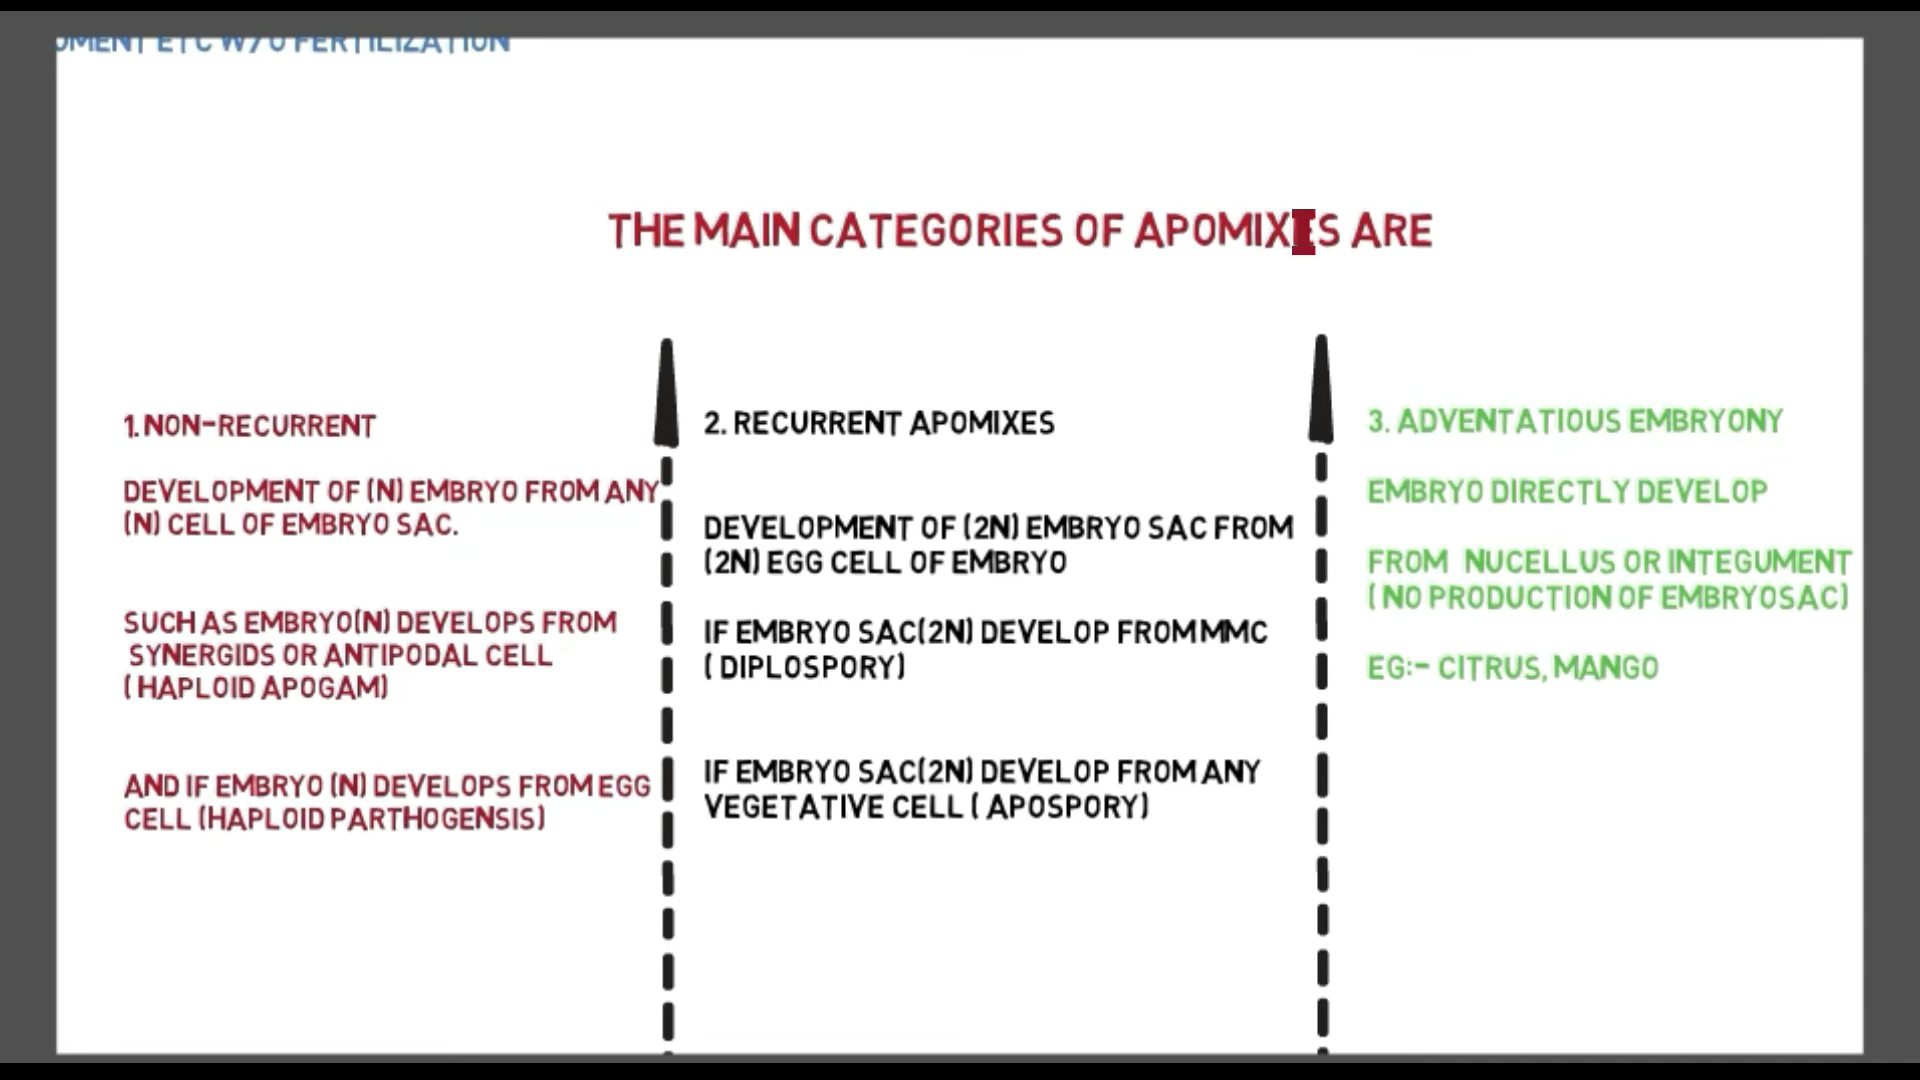 OMENT ETC W/O FERTILIZATION
THE MAIN CATEGORIES OF APOMIXIS ARE
1. NON-RECURRENT
DEVELOPMENT OF (N) EMBRYO FROM ANY
(N) CELL OF EMBRYO SAC.
SUCH AS EMBRYO(N) DEVELOPS FROM
SYNERGIDS OR ANTIPODAL CELL
( HAPLOID APOGAM)
AND IF EMBRYO (N) DEVELOPS FROM EGG
CELL (HAPLOID PARTHOGENSIS)
2. RECURRENT APOMIXES
DEVELOPMENT OF (2N) EMBRYO SAC FROM
(2N) EGG CELL OF EMBRYO
IF EMBRYO SAC(2N) DEVELOP FROM MMC
( DIPLOSPORY)
IF EMBRYO SAC(2N) DEVELOP FROM ANY
VEGETATIVE CELL ( APOSPORY)
3. ADVENTATIOUS EMBRYONY
EMBRYO DIRECTLY DEVELOP
FROM NUCELLUS OR INTEGUMENT
( NO PRODUCTION OF EMBRYOSAC)
EG:- CITRUS, MANGO